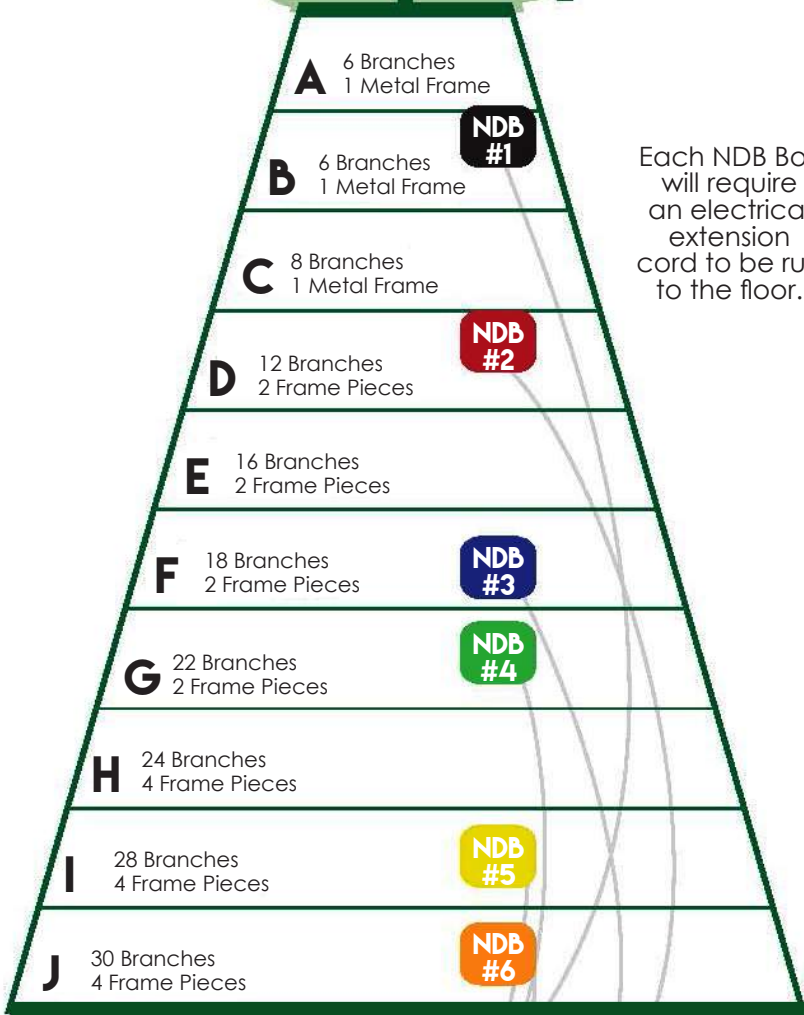 A
6 Branches
1 Metal Frame
NDB
#1
B
6 Branches
1 Metal Frame
Each NDB
will require
an
extension
cord to be
to the floor.
C
8 Branches
1 Metal Frame
NDB
#2
D
12 Branches
2 Frame Pieces
E
16 Branches
2 Frame Pieces
F
18 Branches
2 Frame Pieces
NDB
#3
G
22 Branches
2 Frame Pieces
NDB
#4
H
24 Branches
4 Frame Pieces
I
28 Branches
4 Frame Pieces
NDB
#5
J
30 Branches
4 Frame Pieces
NDB
#6